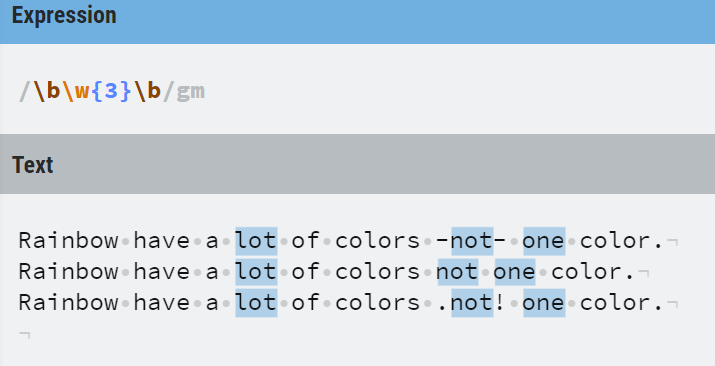 Expression
/\b\w{3}\b/gm
Text
Rainbow·have·a·lot·of·colors·-not-·one·color.¬
Rainbow·have·a·lot·of·colors·not·one·color.¬
Rainbow·have·a·lot·of·colors·.not!·one·color.¬
¬